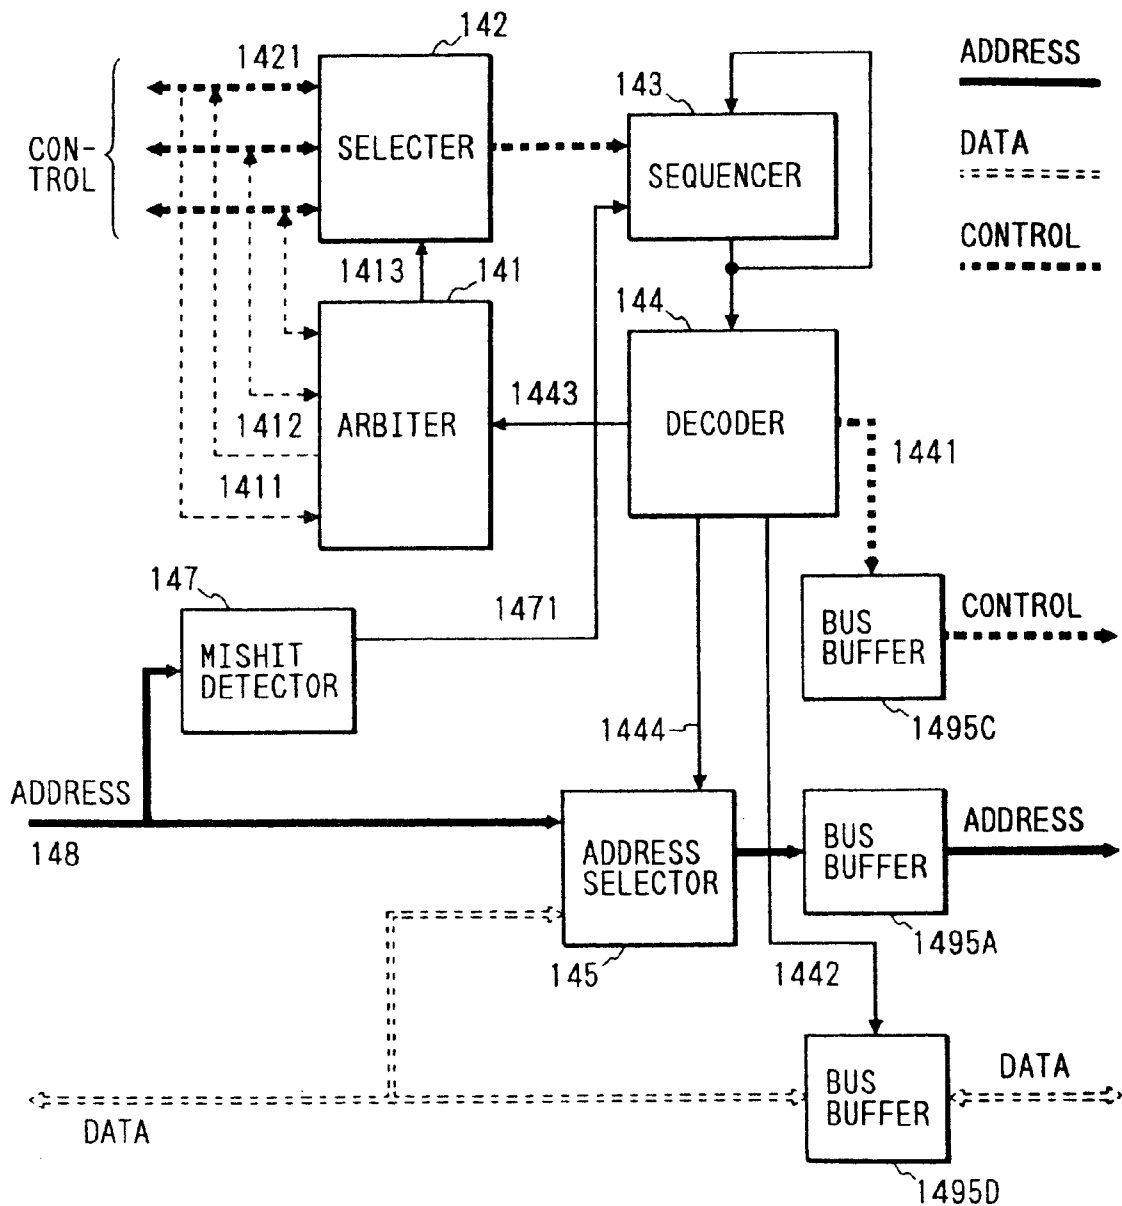 142
1421
143
ADDRESS
DATA
CONTROL
CON-
TROL
SELECTER
SEQUENCER
1413
141
144
1443
1412
ARBITER
DECODER
1411
1441
147
1471
MISHIT
DETECTOR
BUS
BUFFER
CONTROL
1495C
1444
ADDRESS
148
ADDRESS
SELECTOR
BUS
BUFFER
ADDRESS
1495A
145
1442
BUS
BUFFER
DATA
DATA
1495D